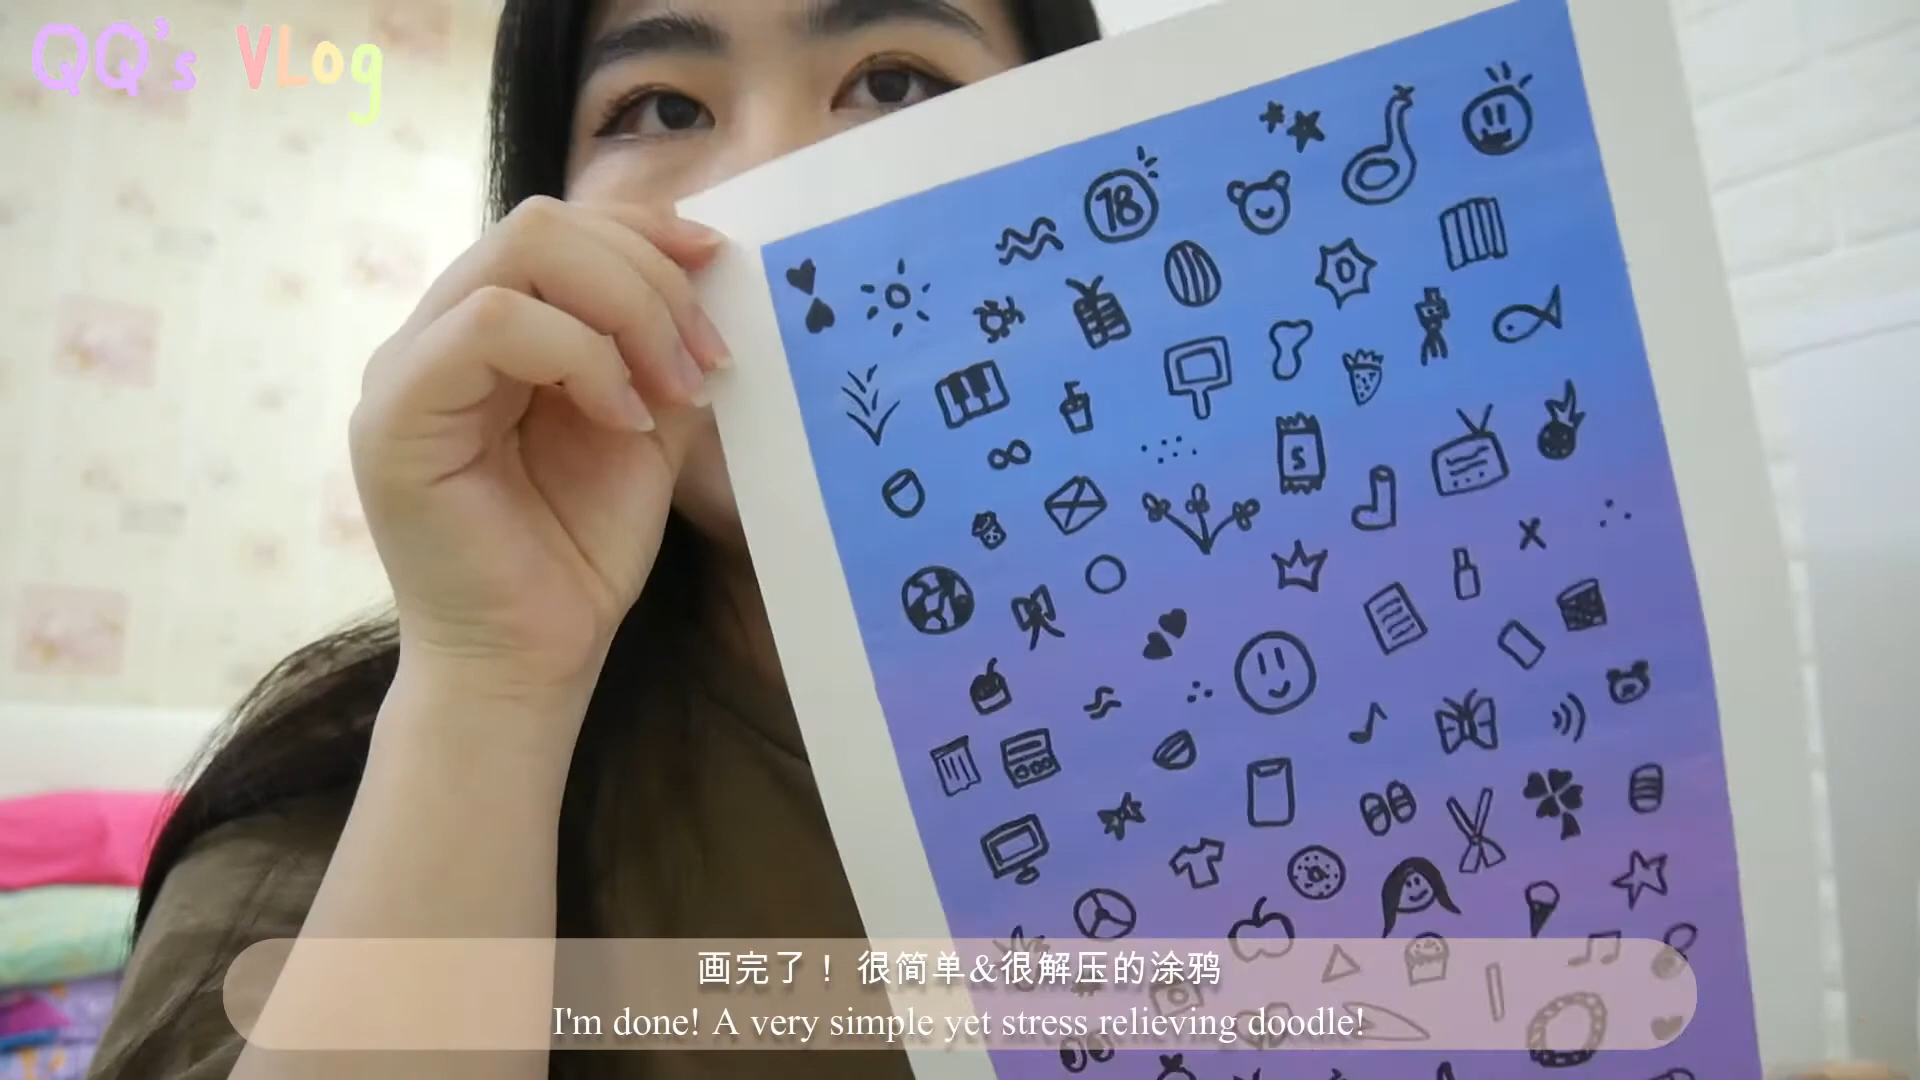 QQ's VLog
18
S
画完了！ 很简单&很解压的涂鸦
I'm done! A very simple yet stress relieving doodle!